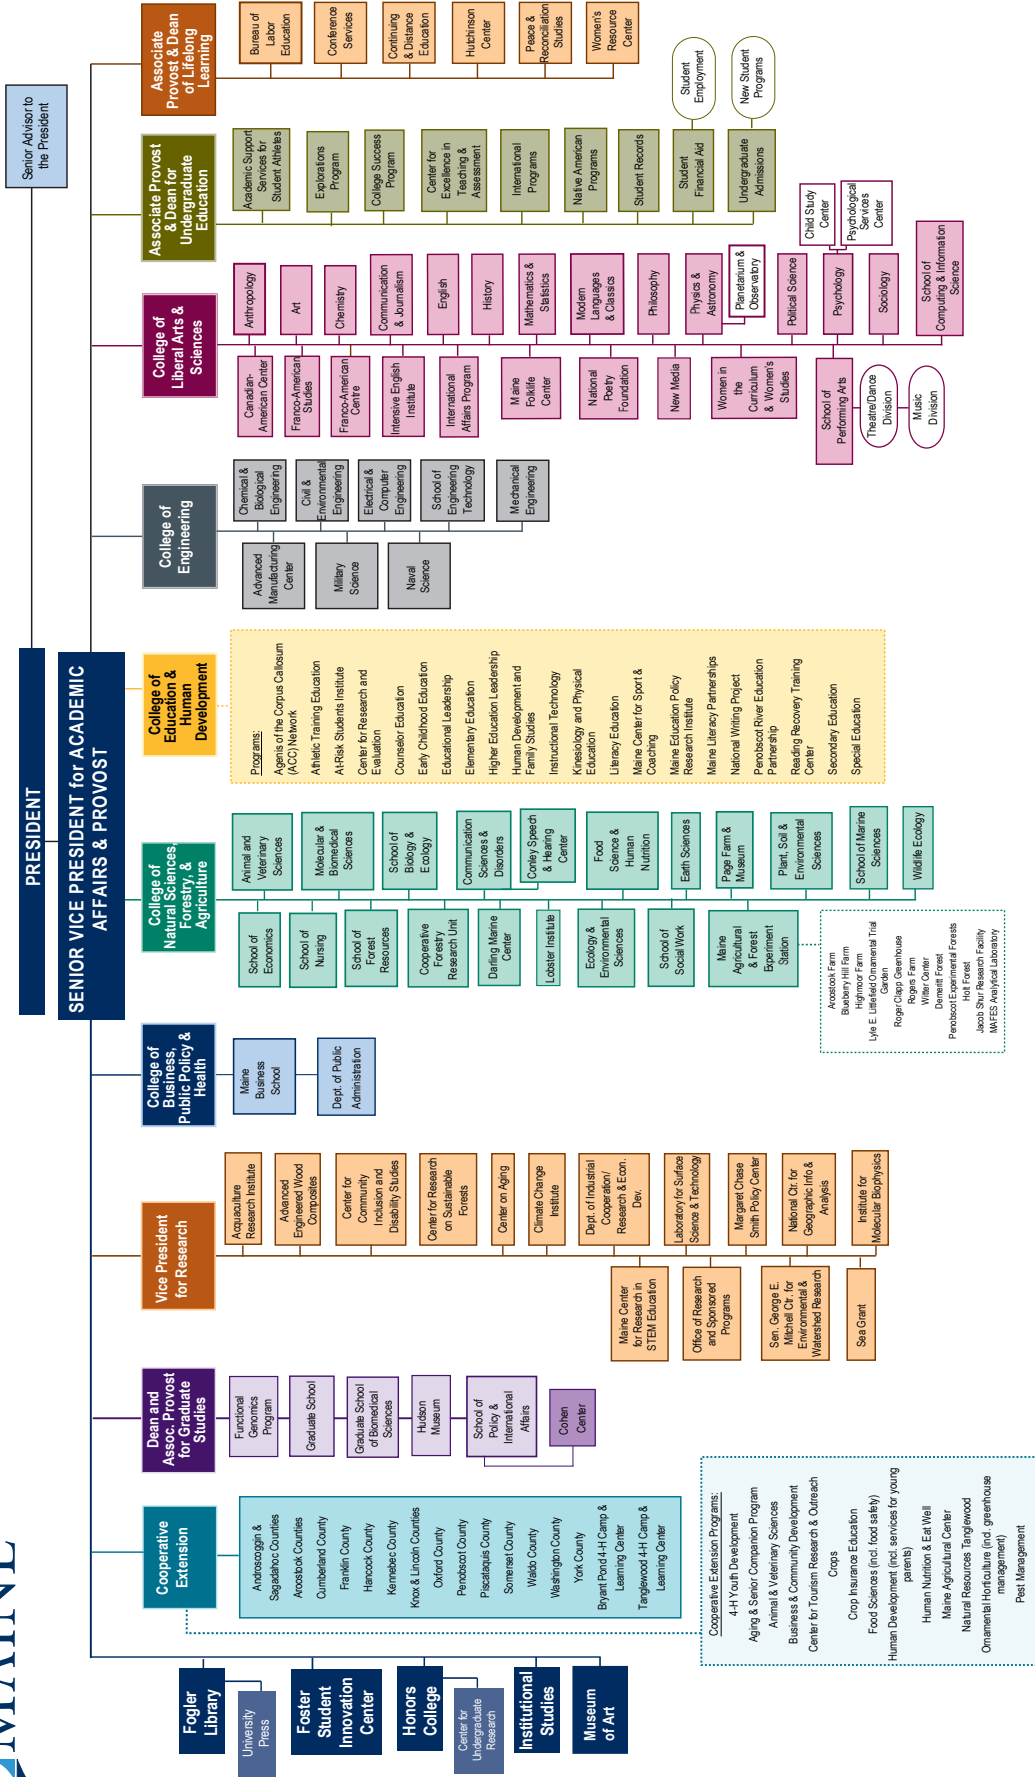 MAINE
PRESIDENT
Senior Advisor to
the President
SENIOR VICE PRESIDENT for ACADEMIC
AFFAIRS & PROVOST
Fogler
Library
University
Press
Foster
Student
Innovation
Center
Honors
College
Center for
Undergraduate
Research
Institutional
Studies
Museum
of Art
Cooperative
Extension
Androscoggin &
Sagadahoc Counties
Aroostook Counties
Cumberland County
Franklin County
Hancock County
Kennebec County
Knox & Lincoln Counties
Oxford County
Penobscot County
Piscataquis County
Somerset County
Waldo County
Washington County
York County
Bryant Pond 4-H Camp &
Learning Center
Tanglewood 4-H Camp &
Learning Center
Cooperative Extension Programs:
4-H Youth Development
Aging & Senior Companion Program
Animal & Veterinary Sciences
Business & Community Development
Center for Tourism Research & Outreach
Crops
Crop Insurance Education
Food Sciences (incl. food safety)
Human Development (incl. services for young
parents)
Human Nutrition & Eat Well
Maine Agricultural Center
Natural Resources Tanglewood
Ornamental Horticulture (incl. greenhouse
management)
Pest Management
Dean and
Assoc. Provost
for Graduate
Studies
Functional
Genomics
Program
Graduate School
Graduate School
of Biomedical
Sciences
Hudson
Museum
School of
Policy &
International
Affairs
Cohen
Center
Vice President
for Research
Acquaculture
Research Institute
Advanced
Engineered Wood
Composites
Center for
Community
Inclusion and
Disability Studies
Center for Research
on Sustainable
Forests
Center on Aging
Climate Change
Institute
Dept. of Industrial
Cooperation/
Research & Econ.
Dev.
Laboratory for Surface
Science & Technology
Margaret Chase
Smith Policy Center
National Ctr. for
Geographic Info &
Analysis
Institute for
Molecular Biophysics
Maine Center
for Research in
STEM Education
Office of Research
and Sponsored
Programs
Sen. George E.
Mitchell Ctr. for
Environmental &
Watershed Research
Sea Grant
College of
Business,
Public Policy &
Health
Maine
Business
School
Dept. of Public
Administration
College of
Natural Sciences,
Forestry, &
Agriculture
Animal and
Veterinary
Sciences
Molecular &
Biomedical
Sciences
School of
Biology &
Ecology
Communication
Sciences &
Disorders
Conley Speech
& Hearing
Center
Food
Science &
Human
Nutrition
Earth Sciences
Page Farm &
Museum
Plant, Soil &
Environmental
Sciences
School of Marine
Sciences
Wildlife Ecology
School of
Economics
School of
Nursing
School of
Forest
Resources
Cooperative
Forestry
Research Unit
Darling Marine
Center
Lobster Institute
Ecology &
Environmental
Sciences
School of
Social Work
Maine
Agricultural
& Forest
Experiment
Station
Aroostook Farm
Blueberry Hill Farm
Highmoor Farm
Lyle E. Littlefield Ornamental Trial
Garden
Roger Clapp Greenhouse
Rogers Farm
Witter Center
Demeritt Forest
Penobscot Experimental Forests
Holt Forest
Jacob Shur Research Facility
MAFES Analytical Laboratory
College of
Education &
Human
Development
Programs:
Agents of the Corpus Callosum
(ACC) Network
Athletic Training Education
At-Risk Students Institute
Center for Research and
Evaluation
Counselor Education
Early Childhood Education
Educational Leadership
Elementary Education
Higher Education Leadership
Human Development and
Family Studies
Instructional Technology
Kinesiology and Physical
Education
Literacy Education
Maine Center for Sport &
Coaching
Maine Education Policy
Research Institute
Maine Literacy Partnerships
National Writing Project
Penobscot River Education
Partnership
Reading Recovery Training
Center
Secondary Education
Special Education
College of
Engineering
Chemical &
Biological
Engineering
Civil &
Environmental
Engineering
Electrical &
Computer
Engineering
School of
Engineering
Technology
Mechanical
Engineering
Advanced
Manufacturing
Center
Military
Science
Naval
Science
College of
Liberal Arts &
Sciences
Anthropology
Art
Chemistry
Communication
& Journalism
English
History
Mathematics &
Statistics
Modern
Languages
& Classics
Philosophy
Physics &
Astronomy
Planetarium &
Observatory
Political Science
Psychology
Child Study
Center
Psychological
Services
Center
Sociology
School of
Computing & Information
Science
Canadian-
American Center
Franco-American
Studies
Franco-American
Centre
Intensive English
Institute
International
Affairs Program
Maine
Folklife
Center
National
Poetry
Foundation
New Media
Women in
the
Curriculum
& Women's
Studies
School of
Performing Arts
Theatre/Dance
Division
Music
Division
Associate Provost
& Dean for
Undergraduate
Education
Academic Support
Services for
Student Athletes
Explorations
Program
College Success
Program
Center for
Excellence in
Teaching &
Assessment
International
Programs
Native American
Programs
Student Records
Student
Financial Aid
Student
Employment
Undergraduate
Admissions
New Student
Programs
Associate
Provost & Dean
of Lifelong
Learning
Bureau of
Labor
Education
Conference
Services
Continuing
& Distance
Education
Hutchinson
Center
Peace &
Reconciliation
Studies
Women's
Resource
Center